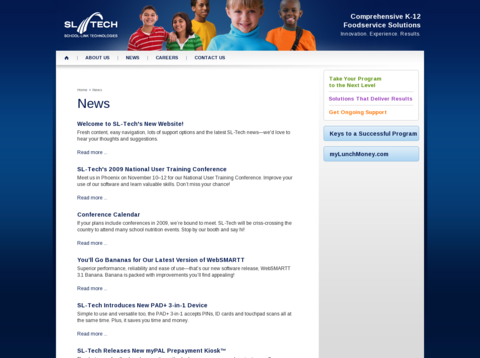 SL TECH
SCHOOL-LINK TECHNOLOGIES
Comprehensive K-12
Foodservice Solutions
Innovation. Experience. Results.
ABOUT US | NEWS | CAREERS | CONTACT US
Home > News
News
Welcome to SL-Tech's New Website!
Fresh content, easy navigation, lots of support options and the latest SL-Tech news—we'd love to
hear your thoughts and suggestions.
Read more...
SL-Tech's 2009 National User Training Conference
Meet us in Phoenix on November 10–12 for our National User Training Conference. Improve your
use of our software and learn valuable skills. Don't miss your chance!
Read more...
Conference Calendar
If your plans include conferences in 2009, we're bound to meet. SL-Tech will be criss-crossing the
country to attend many school nutrition events. Stop by our booth and say hi!
Read more...
You'll Go Bananas for Our Latest Version of WebSMARTT
Superior performance, reliability and ease of use—that's our new software release, WebSMARTT
3.1 Banana. Banana is packed with improvements you'll find appealing!
Read more...
SL-Tech Introduces New PAD+ 3-in-1 Device
Simple to use and versatile too, the PAD+ 3-in-1 accepts PINs, ID cards and touchpad scans all at
the same time. Plus, it saves you time and money.
Read more...
SL-Tech Releases New myPAL Prepayment Kiosk™
Take Your Program
to the Next Level
Solutions That Deliver Results
Get Ongoing Support
Keys to a Successful Program
myLunchMoney.com